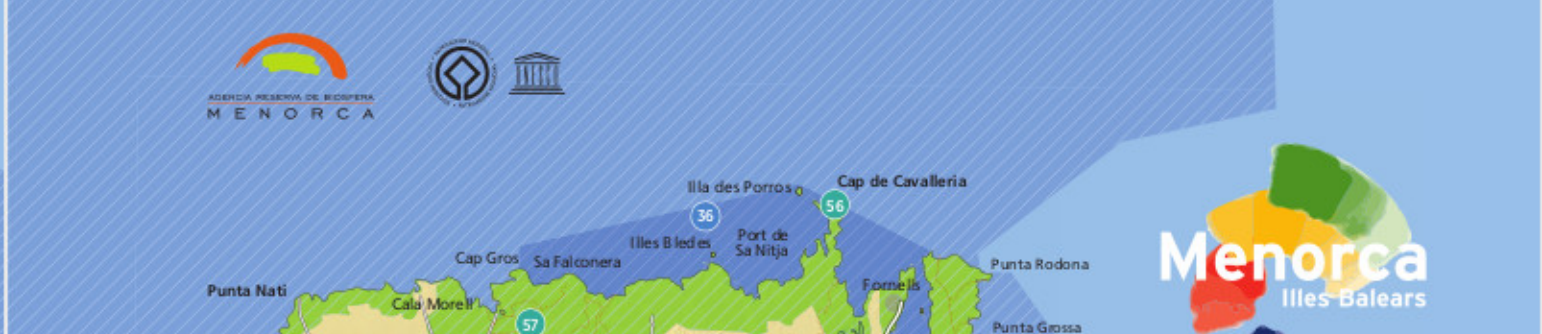 AGENCIA RESERVA DE BIOSFERA
MENORCA
Illa des Porros
Cap de Cavalleria
56
36
Illes Bledes
Port de
Sa Nitja
Cap Gros
Sa Falconera
Punta Rodona
Menorca
Illes Balears
Punta Nati
Cala Morell
Fornells
57
Punta Grossa